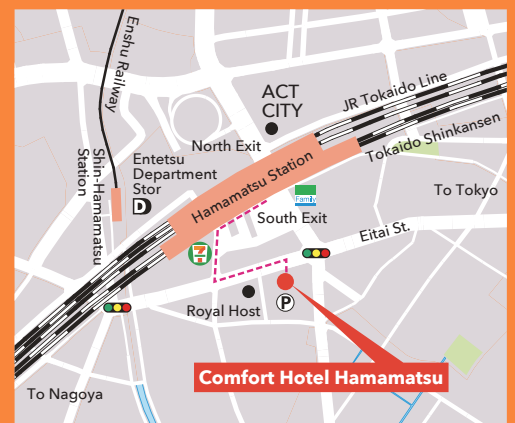 Enshu Railway
ACT
CITY
JR Tokaido Line
North Exit
Tokaido Shinkansen
Shin-Hamamatsu
Station
Entetsu
Department
Stor
D
Hamamatsu Station
To Tokyo
Family
South Exit
Eitai St.
7
Royal Host
P
Comfort Hotel Hamamatsu
To Nagoya